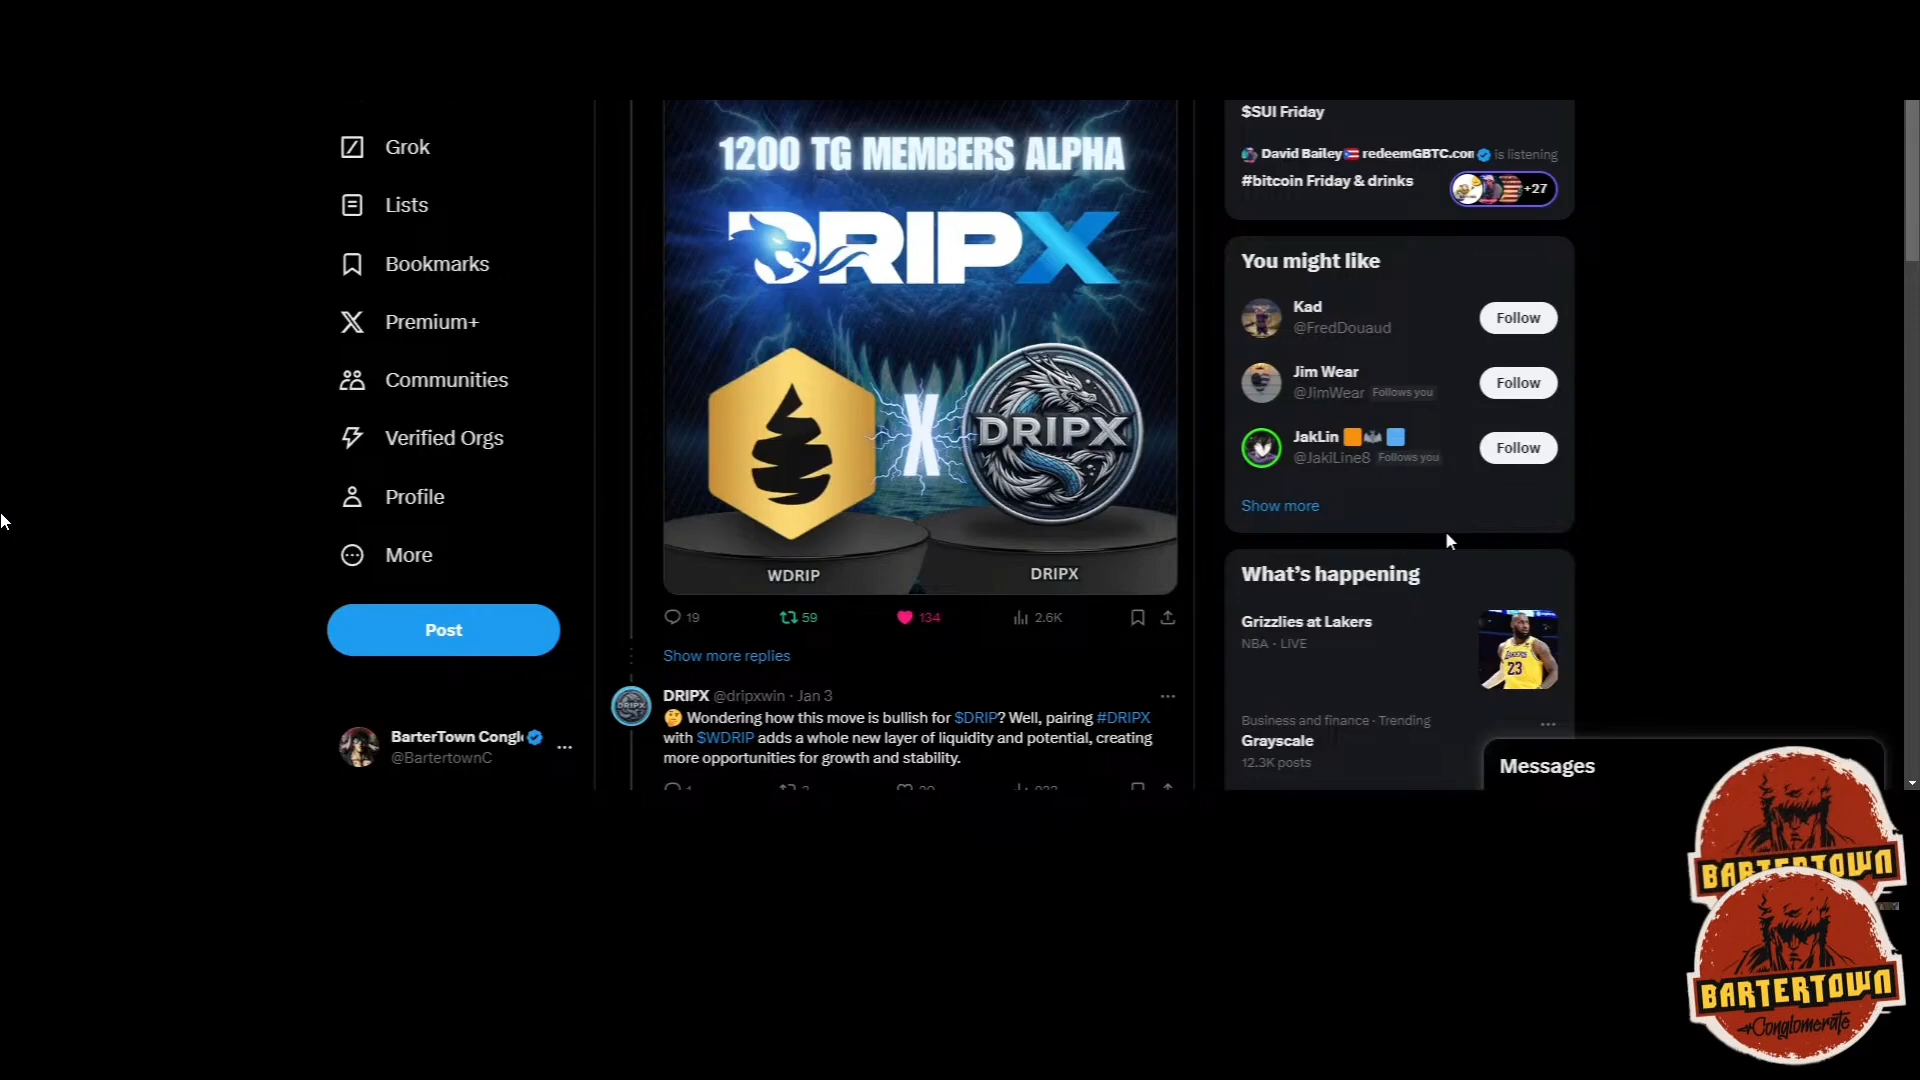 Grok
Lists
Bookmarks
Premium+
Communities
Verified Orgs
Profile
More
Post
BarterTown Congl
@BartertownC
1200 TG MEMBERS ALPHA
DRIPX
X
DRIPX
WDRIP
DRIPX
19
59
134
2.6K
Show more replies
DRIPX @dripxwin · Jan 3
🤔 Wondering how this move is bullish for $DRIP? Well, pairing #DRIPX
with $WDRIP adds a whole new layer of liquidity and potential, creating
more opportunities for growth and stability.
$SUI Friday
David Bailey🇵🇷 redeemGBTC.com is listening
#bitcoin Friday & drinks
+27
You might like
Kad
@FredDouaud
Follow
Jim Wear
@JimWear Follows you
Follow
JakLin
@JakiLine8 Follows you
Follow
Show more
What's happening
Grizzlies at Lakers
NBA · LIVE
Business and finance · Trending
Grayscale
12.3K posts
Messages
BARTERTOWN
BARTERTOWN
Conglomerate